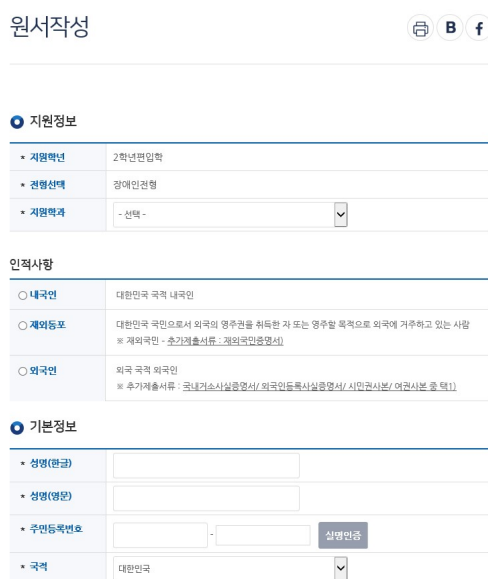 원서작성
B
f
지원정보
* 지원학년 2학년편입학
* 전형선택 장애인전형
* 지원학과 - 선택 -
인적사항
내국인 대한민국 국적 내국인
재외동포 대한민국 국민으로서 외국의 영주권을 취득한 자 또는 영주할 목적으로 외국에 거주하고 있는 사람
※ 재외국민 - 추가제출서류 : 재외국민증명서)
외국인 외국 국적 외국인
※ 추가제출서류 : 국내거소사실증명서/ 외국인등록사실증명서/ 시민권사본/ 여권사본 중 택1)
기본정보
* 성명(한글)
* 성명(영문)
* 주민등록번호 - 실명인증
* 국적 대한민국